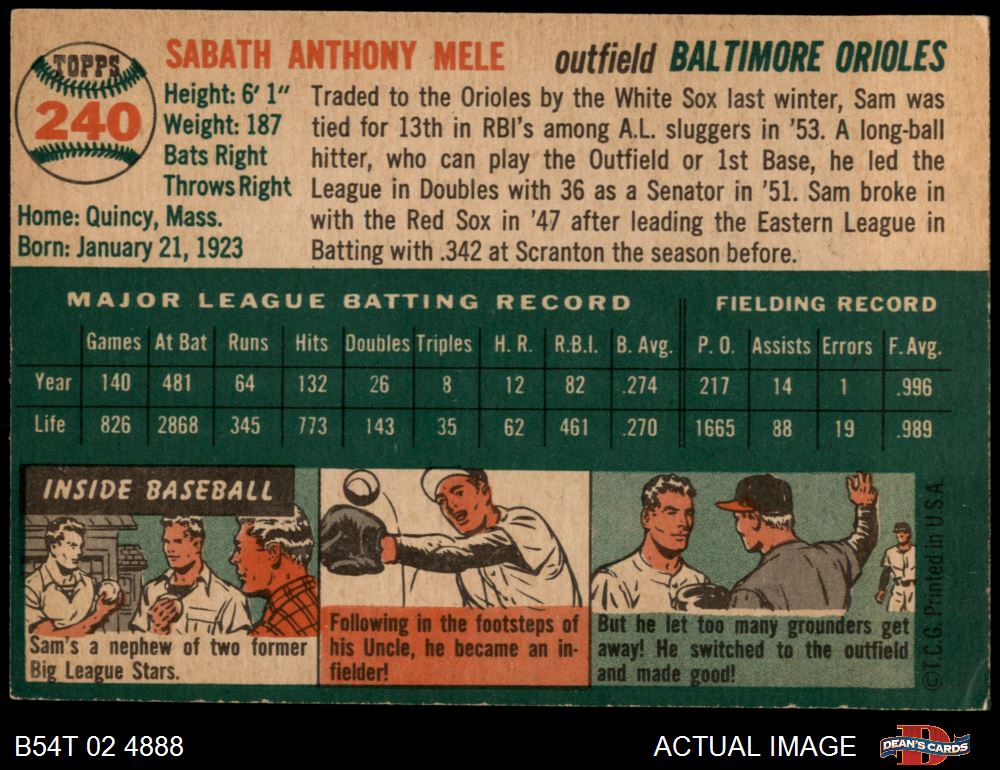 TOPPS
240
SABATH ANTHONY MELE outfield BALTIMORE ORIOLES
Height: 6' 1"
Weight: 187
Bats Right
Throws Right
Home: Quincy, Mass.
Born: January 21, 1923
Traded to the Orioles by the White Sox last winter, Sam was
tied for 13th in RBI's among A.L. sluggers in '53. A long-ball
hitter, who can play the Outfield or 1st Base, he led the
League in Doubles with 36 as a Senator in '51. Sam broke in
with the Red Sox in '47 after leading the Eastern League in
Batting with .342 at Scranton the season before.
MAJOR LEAGUE BATTING RECORD FIELDING RECORD
Games At Bat Runs Hits Doubles Triples H. R. R.B.I. B. Avg. P. O. Assists Errors F. Avg.
Year 140 481 64 132 26 8 12 82 .274 217 14 1 .996
Life 826 2868 345 773 143 35 62 461 .270 1665 88 19 .989
INSIDE BASEBALL
Sam's a nephew of two former
Big League Stars.
Following in the footsteps of
his Uncle, he became an in-
fielder!
But he let too many grounders get
away! He switched to the outfield
and made good!
©T.C.G. Printed in U.S.A.
B54T 02 4888
ACTUAL IMAGE
D
DEAN'S CARDS